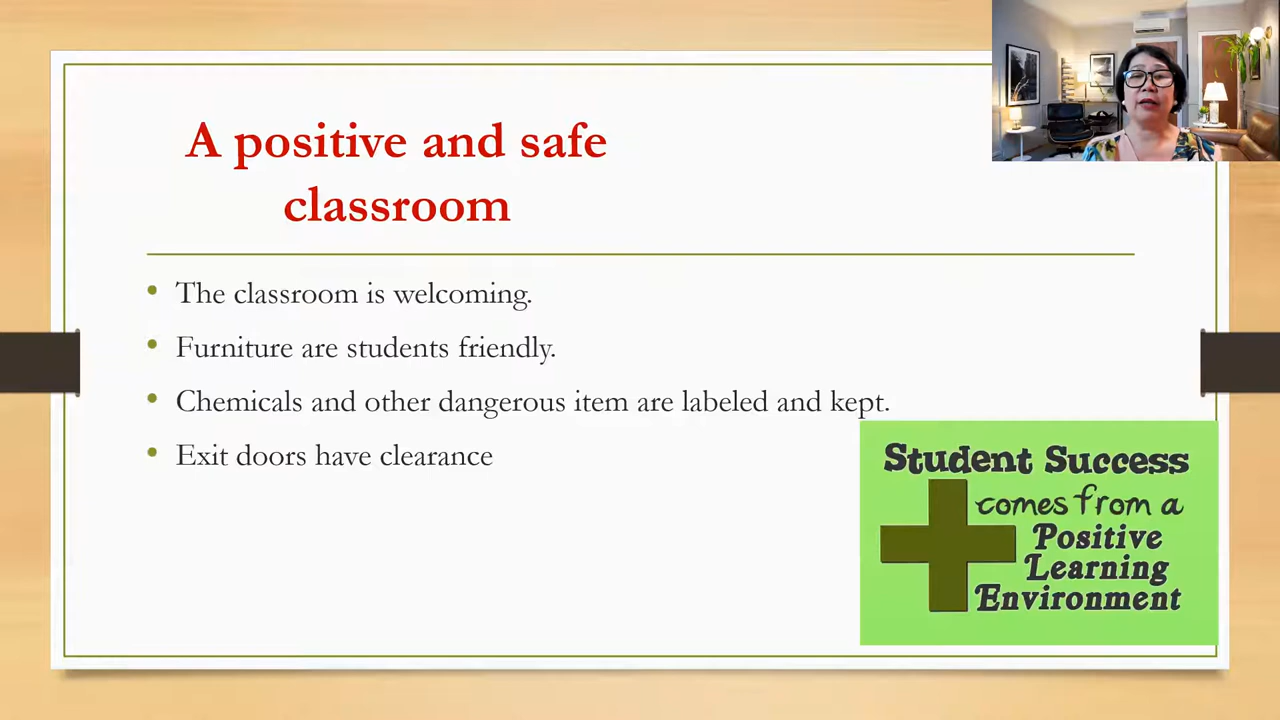 A positive and safe
classroom
• The classroom is welcoming.
• Furniture are students friendly.
• Chemicals and other dangerous item are labeled and kept.
• Exit doors have clearance
Student Success
comes from a
Positive
Learning
Environment